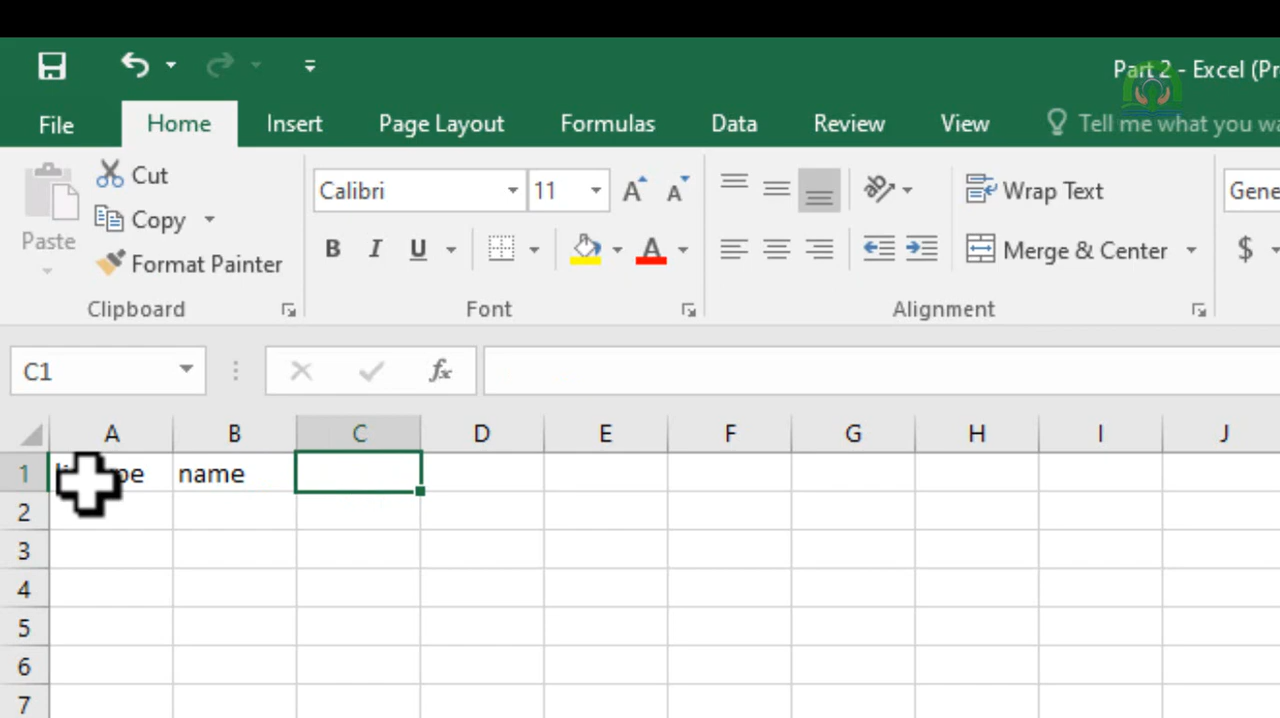 Part 2 - Excel (Pr
File Home Insert Page Layout Formulas Data Review View Tell me what you wa
Cut
Copy
Paste
Format Painter
Clipboard
Calibri 11
B I U A
Font
Wrap Text
Merge & Center
Alignment
Gene
$
C1 fx
A B C D E F G H I J
1 name
2
3
4
5
6
7